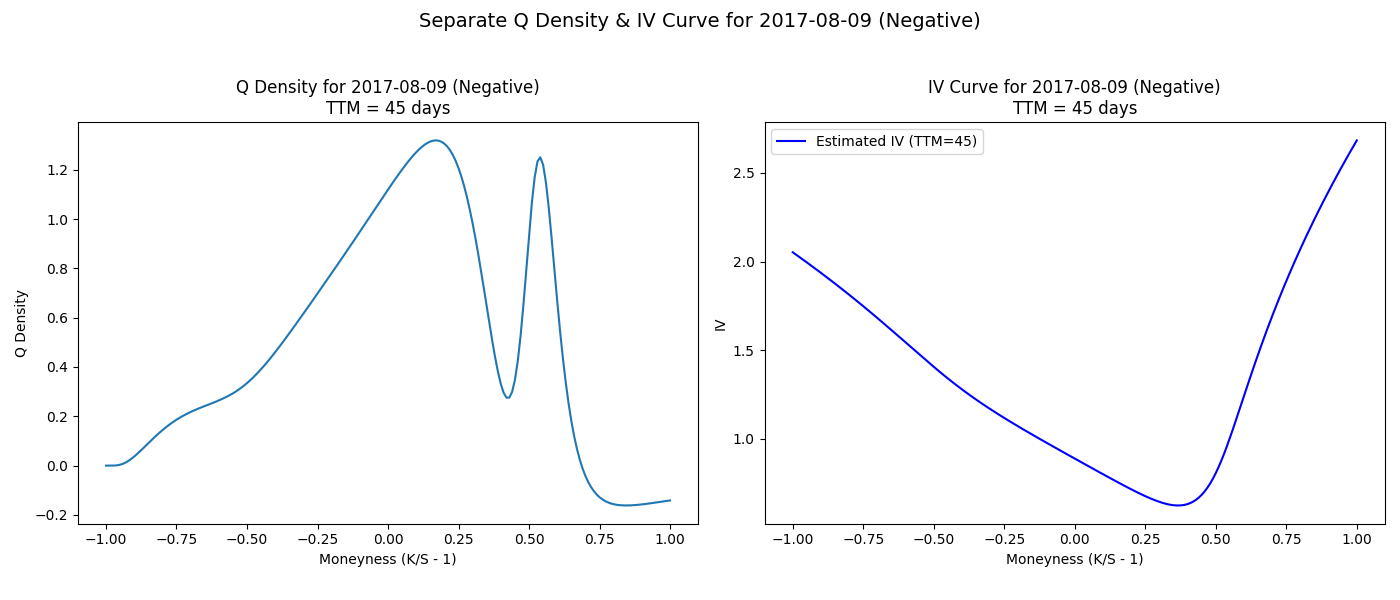 Separate Q Density & IV Curve for 2017-08-09 (Negative)
Q Density for 2017-08-09 (Negative)
TTM = 45 days
Q Density
1.2
1.0
0.8
0.6
0.4
0.2
0.0
−0.2
−1.00 −0.75 −0.50 −0.25 0.00 0.25 0.50 0.75 1.00
Moneyness (K/S - 1)
IV Curve for 2017-08-09 (Negative)
TTM = 45 days
Estimated IV (TTM=45)
IV
2.5
2.0
1.5
1.0
−1.00 −0.75 −0.50 −0.25 0.00 0.25 0.50 0.75 1.00
Moneyness (K/S - 1)